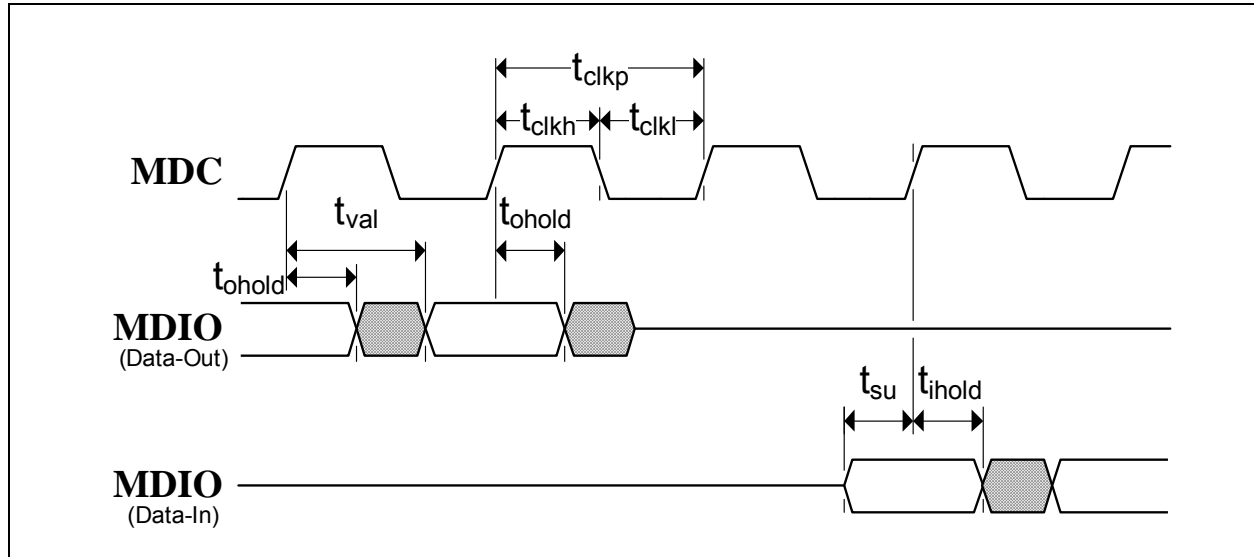 tclkp
tclkh tclkl
MDC
tval tohold
tohold
MDIO
(Data-Out)
tsu tihold
MDIO
(Data-In)